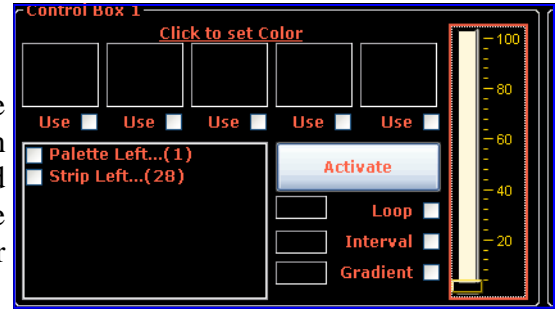 Control Box 1
Click to set Color
Use Use Use Use Use
Palette Left...(1)
Strip Left...(28)
Activate
Loop
Interval
Gradient
100
80
60
40
20